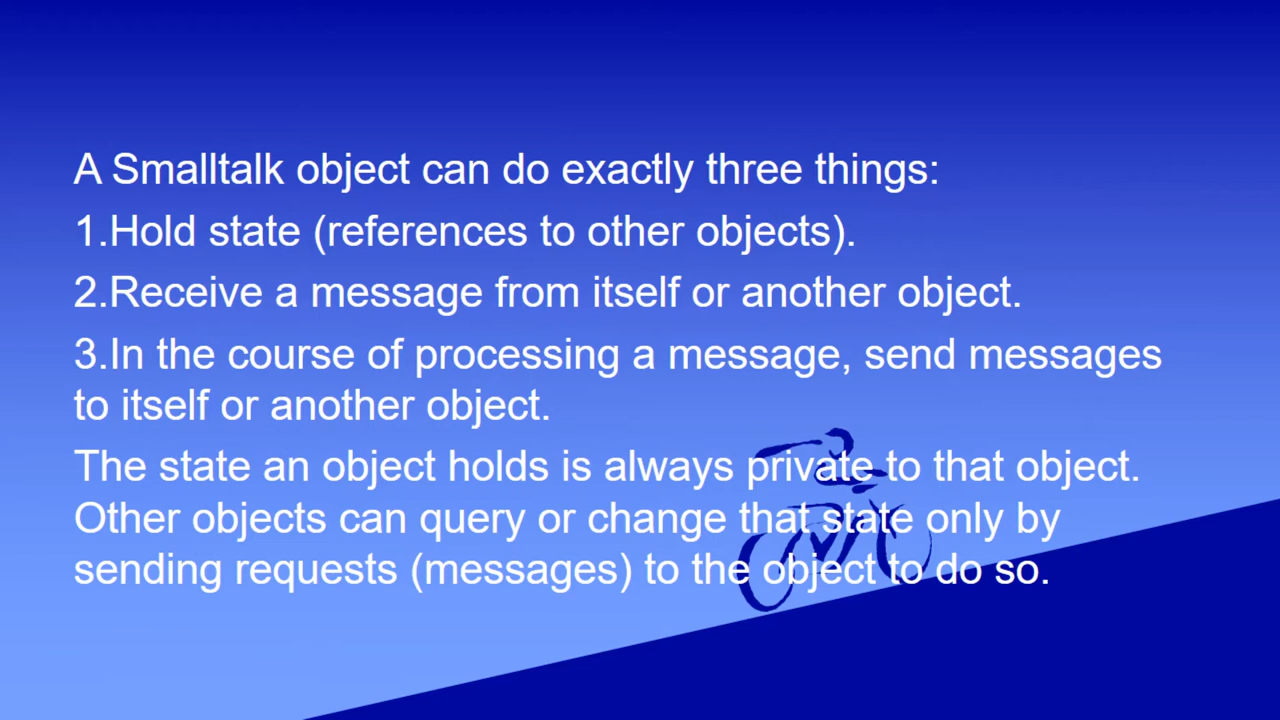 A Smalltalk object can do exactly three things:
1.Hold state (references to other objects).
2.Receive a message from itself or another object.
3.In the course of processing a message, send messages
to itself or another object.
The state an object holds is always private to that object.
Other objects can query or change that state only by
sending requests (messages) to the object to do so.